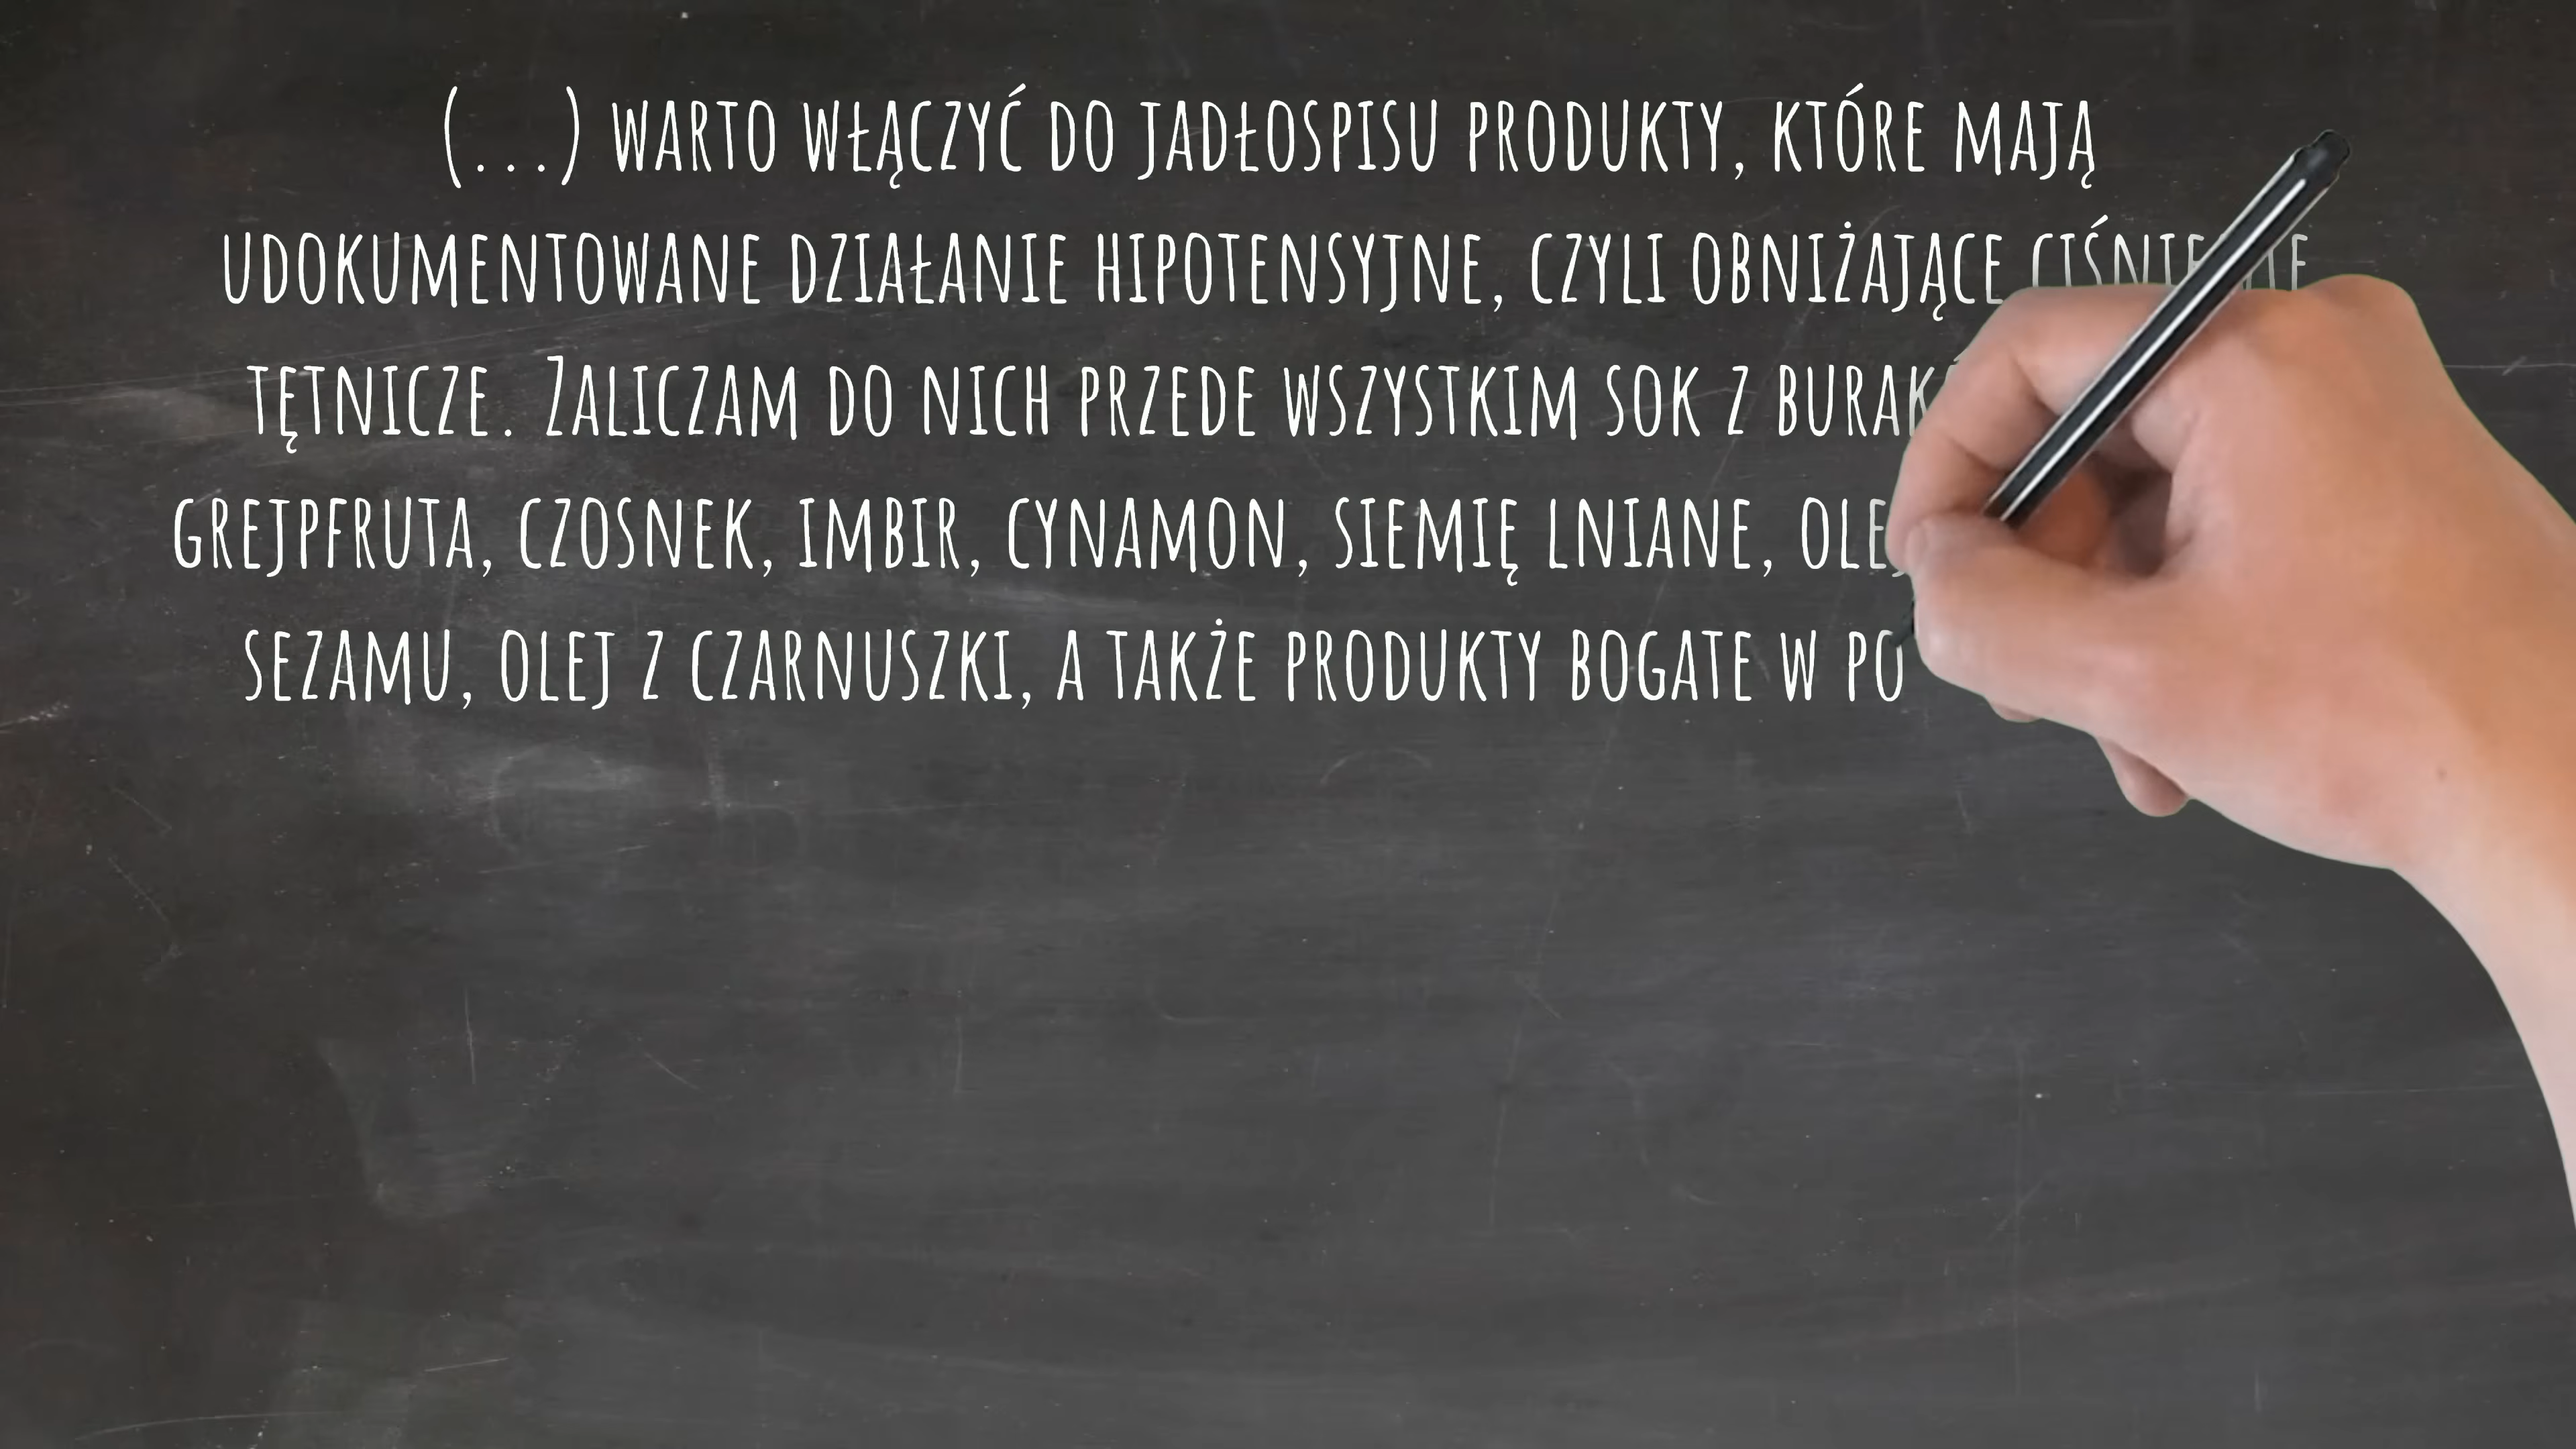 (...) warto włączyć do jadłospisu produkty, które mają
udokumentowane działanie hipotensyjne, czyli obniżające
tętnicze. Zaliczam do nich przede wszystkim sok z
grejpfruta, czosnek, imbir, cynamon, siemię lniane,
sezamu, olej z czarnuszki, a także produkty bogate w po